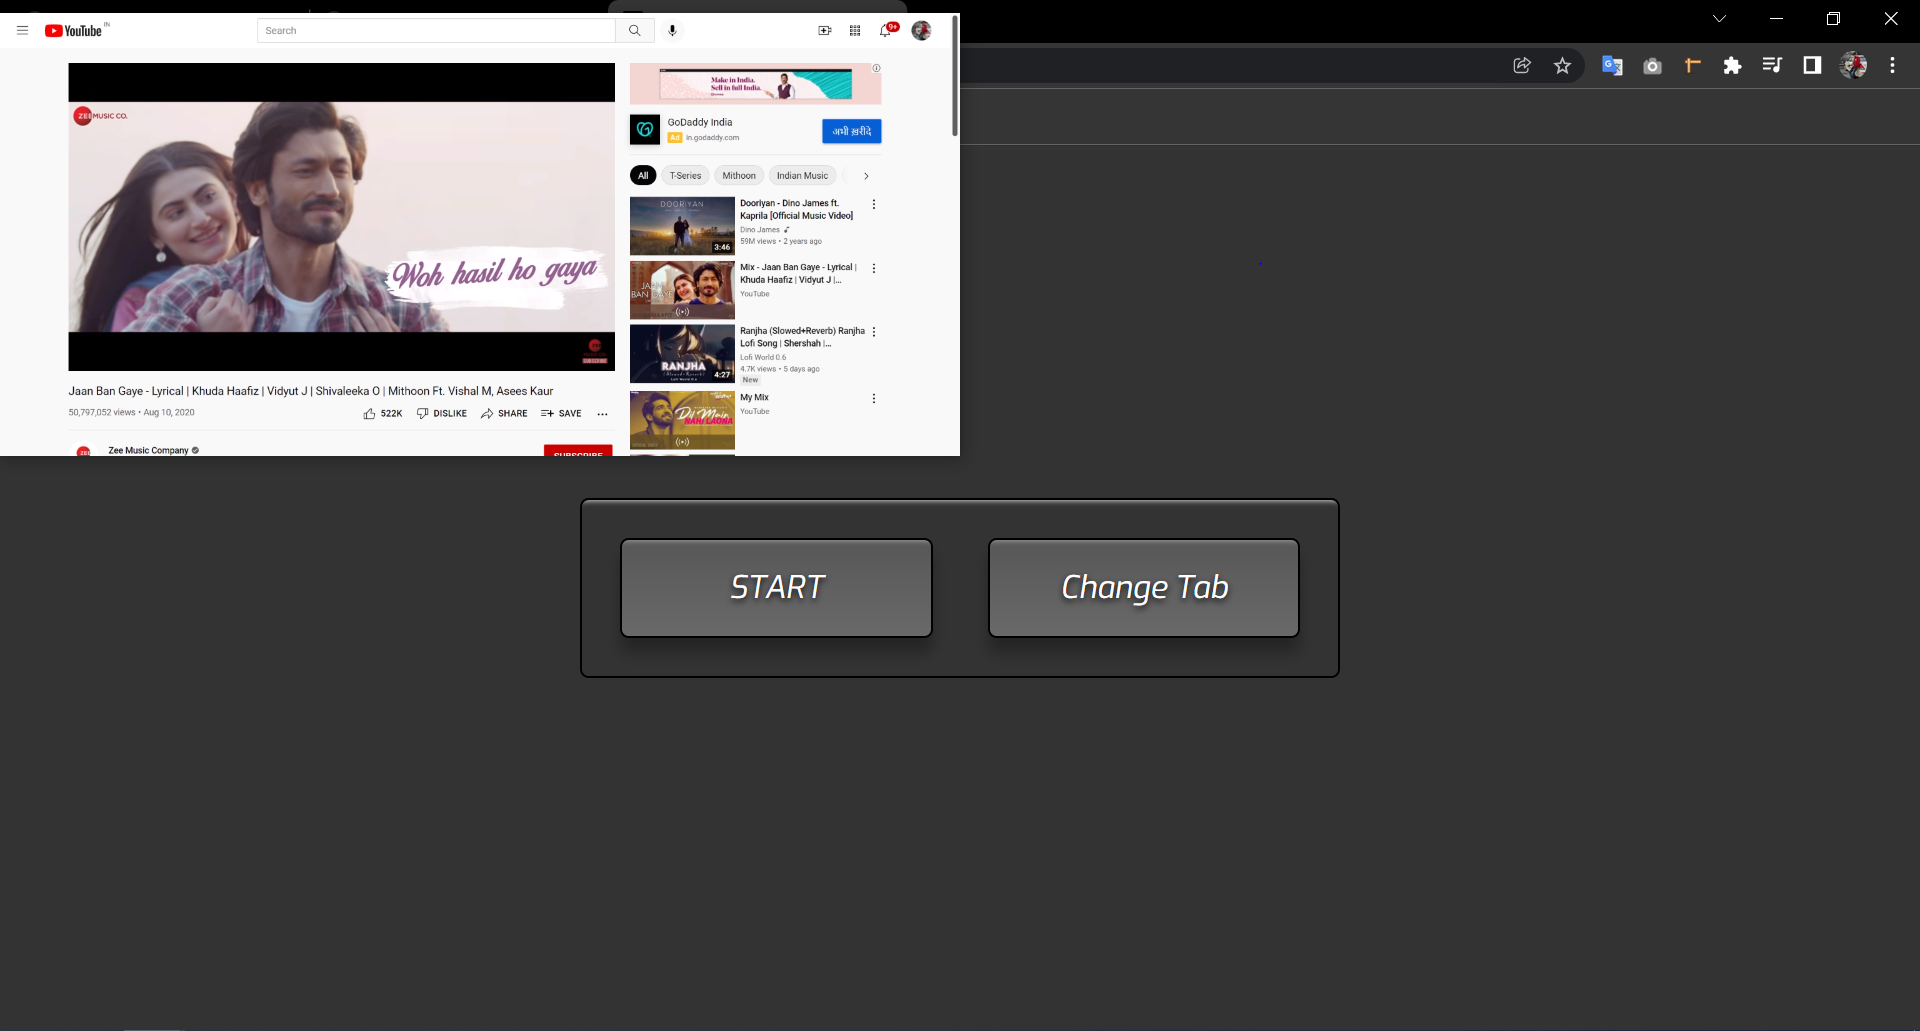 YouTube IN
Search
9+
ZEE MUSIC CO.
Woh hasil ho gaya
ZEE
Jaan Ban Gaye - Lyrical | Khuda Haafiz | Vidyut J | Shivaleeka O | Mithoon Ft. Vishal M, Asees Kaur
50,797,052 views • Aug 10, 2020
522K
DISLIKE
SHARE
SAVE
ZEE
Zee Music Company
SUBSCRIBE
Make in India.
Sell in full India.
GoDaddy India
Ad in.godaddy.com
अभी ख़रीदें
All
T-Series
Mithoon
Indian Music
DOORIYAN
3:46
Dooriyan - Dino James ft.
Kaprila [Official Music Video]
Dino James
59M views • 2 years ago
JAAN
BAN GAYE
Mix - Jaan Ban Gaye - Lyrical |
Khuda Haafiz | Vidyut J |...
YouTube
RANJHA
4:27
Ranjha (Slowed+Reverb) Ranjha
Lofi Song | Shershah |...
Lofi World 0.6
4.7K views • 5 days ago
New
Dil Main
NAHI LAGNA
My Mix
YouTube
START
Change Tab